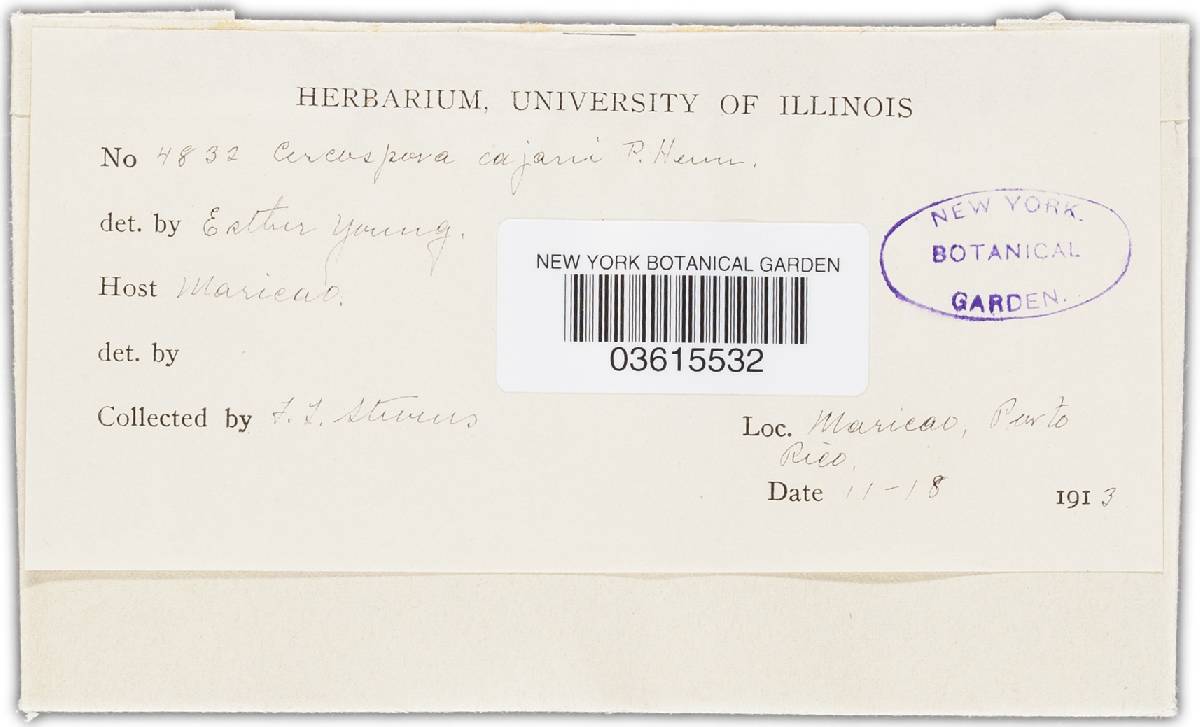 HERBARIUM, UNIVERSITY OF ILLINOIS
No 4832 Cercospora cajani P. Henn.
det. by Esther Young.
Host Maricao.
det. by
Collected by F. L. Stevens
Loc. Maricao, Porto
Rico,
Date 11-18 1913
NEW YORK BOTANICAL GARDEN
03615532
NEW YORK.
BOTANICAL
GARDEN.